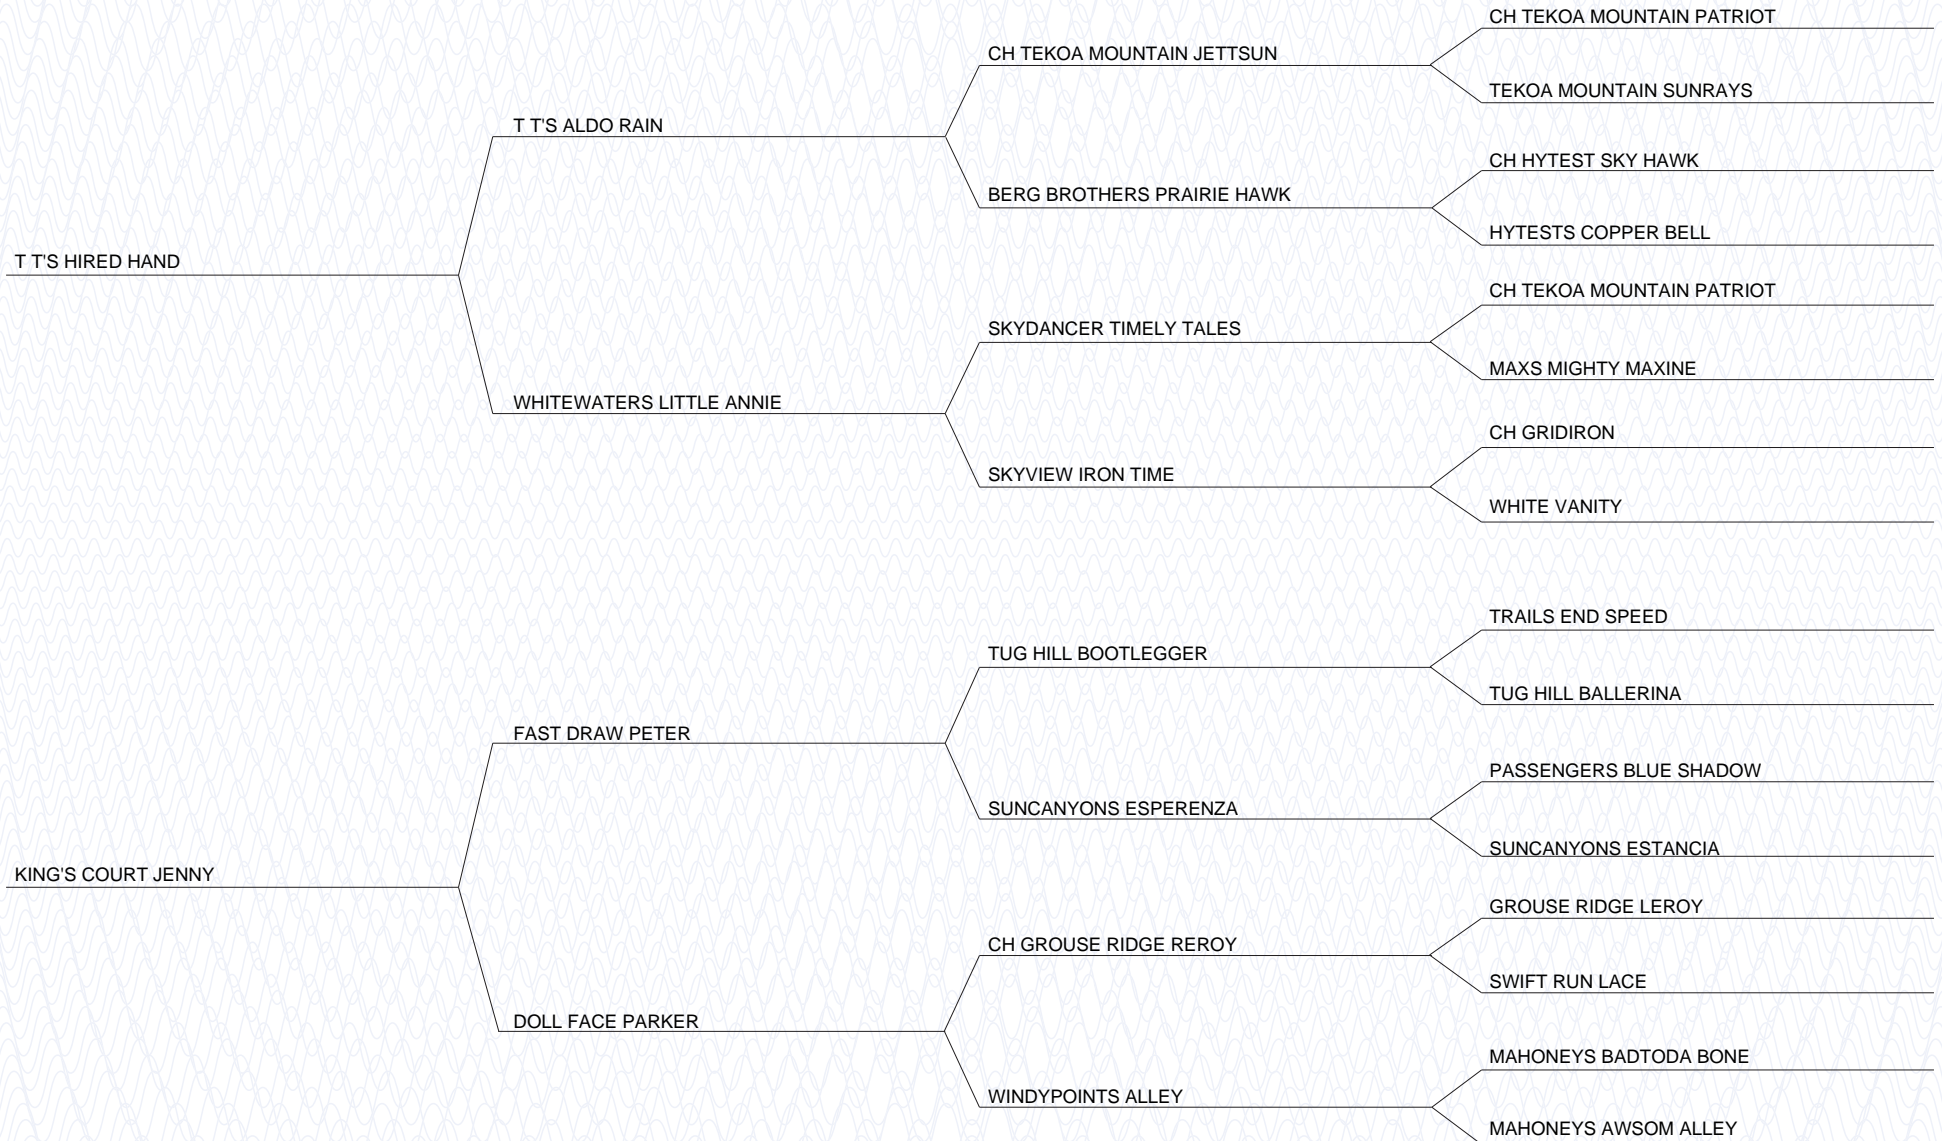 CH TEKOA MOUNTAIN PATRIOT
CH TEKOA MOUNTAIN JETTSUN
TEKOA MOUNTAIN SUNRAYS
T T'S ALDO RAIN
CH HYTEST SKY HAWK
BERG BROTHERS PRAIRIE HAWK
HYTESTS COPPER BELL
T T'S HIRED HAND
CH TEKOA MOUNTAIN PATRIOT
SKYDANCER TIMELY TALES
MAXS MIGHTY MAXINE
WHITEWATERS LITTLE ANNIE
CH GRIDIRON
SKYVIEW IRON TIME
WHITE VANITY
TRAILS END SPEED
TUG HILL BOOTLEGGER
TUG HILL BALLERINA
FAST DRAW PETER
PASSENGERS BLUE SHADOW
SUNCANYONS ESPERENZA
SUNCANYONS ESTANCIA
KING'S COURT JENNY
GROUSE RIDGE LEROY
CH GROUSE RIDGE REROY
SWIFT RUN LACE
DOLL FACE PARKER
MAHONEYS BADTODA BONE
WINDYPOINTS ALLEY
MAHONEYS AWSOM ALLEY